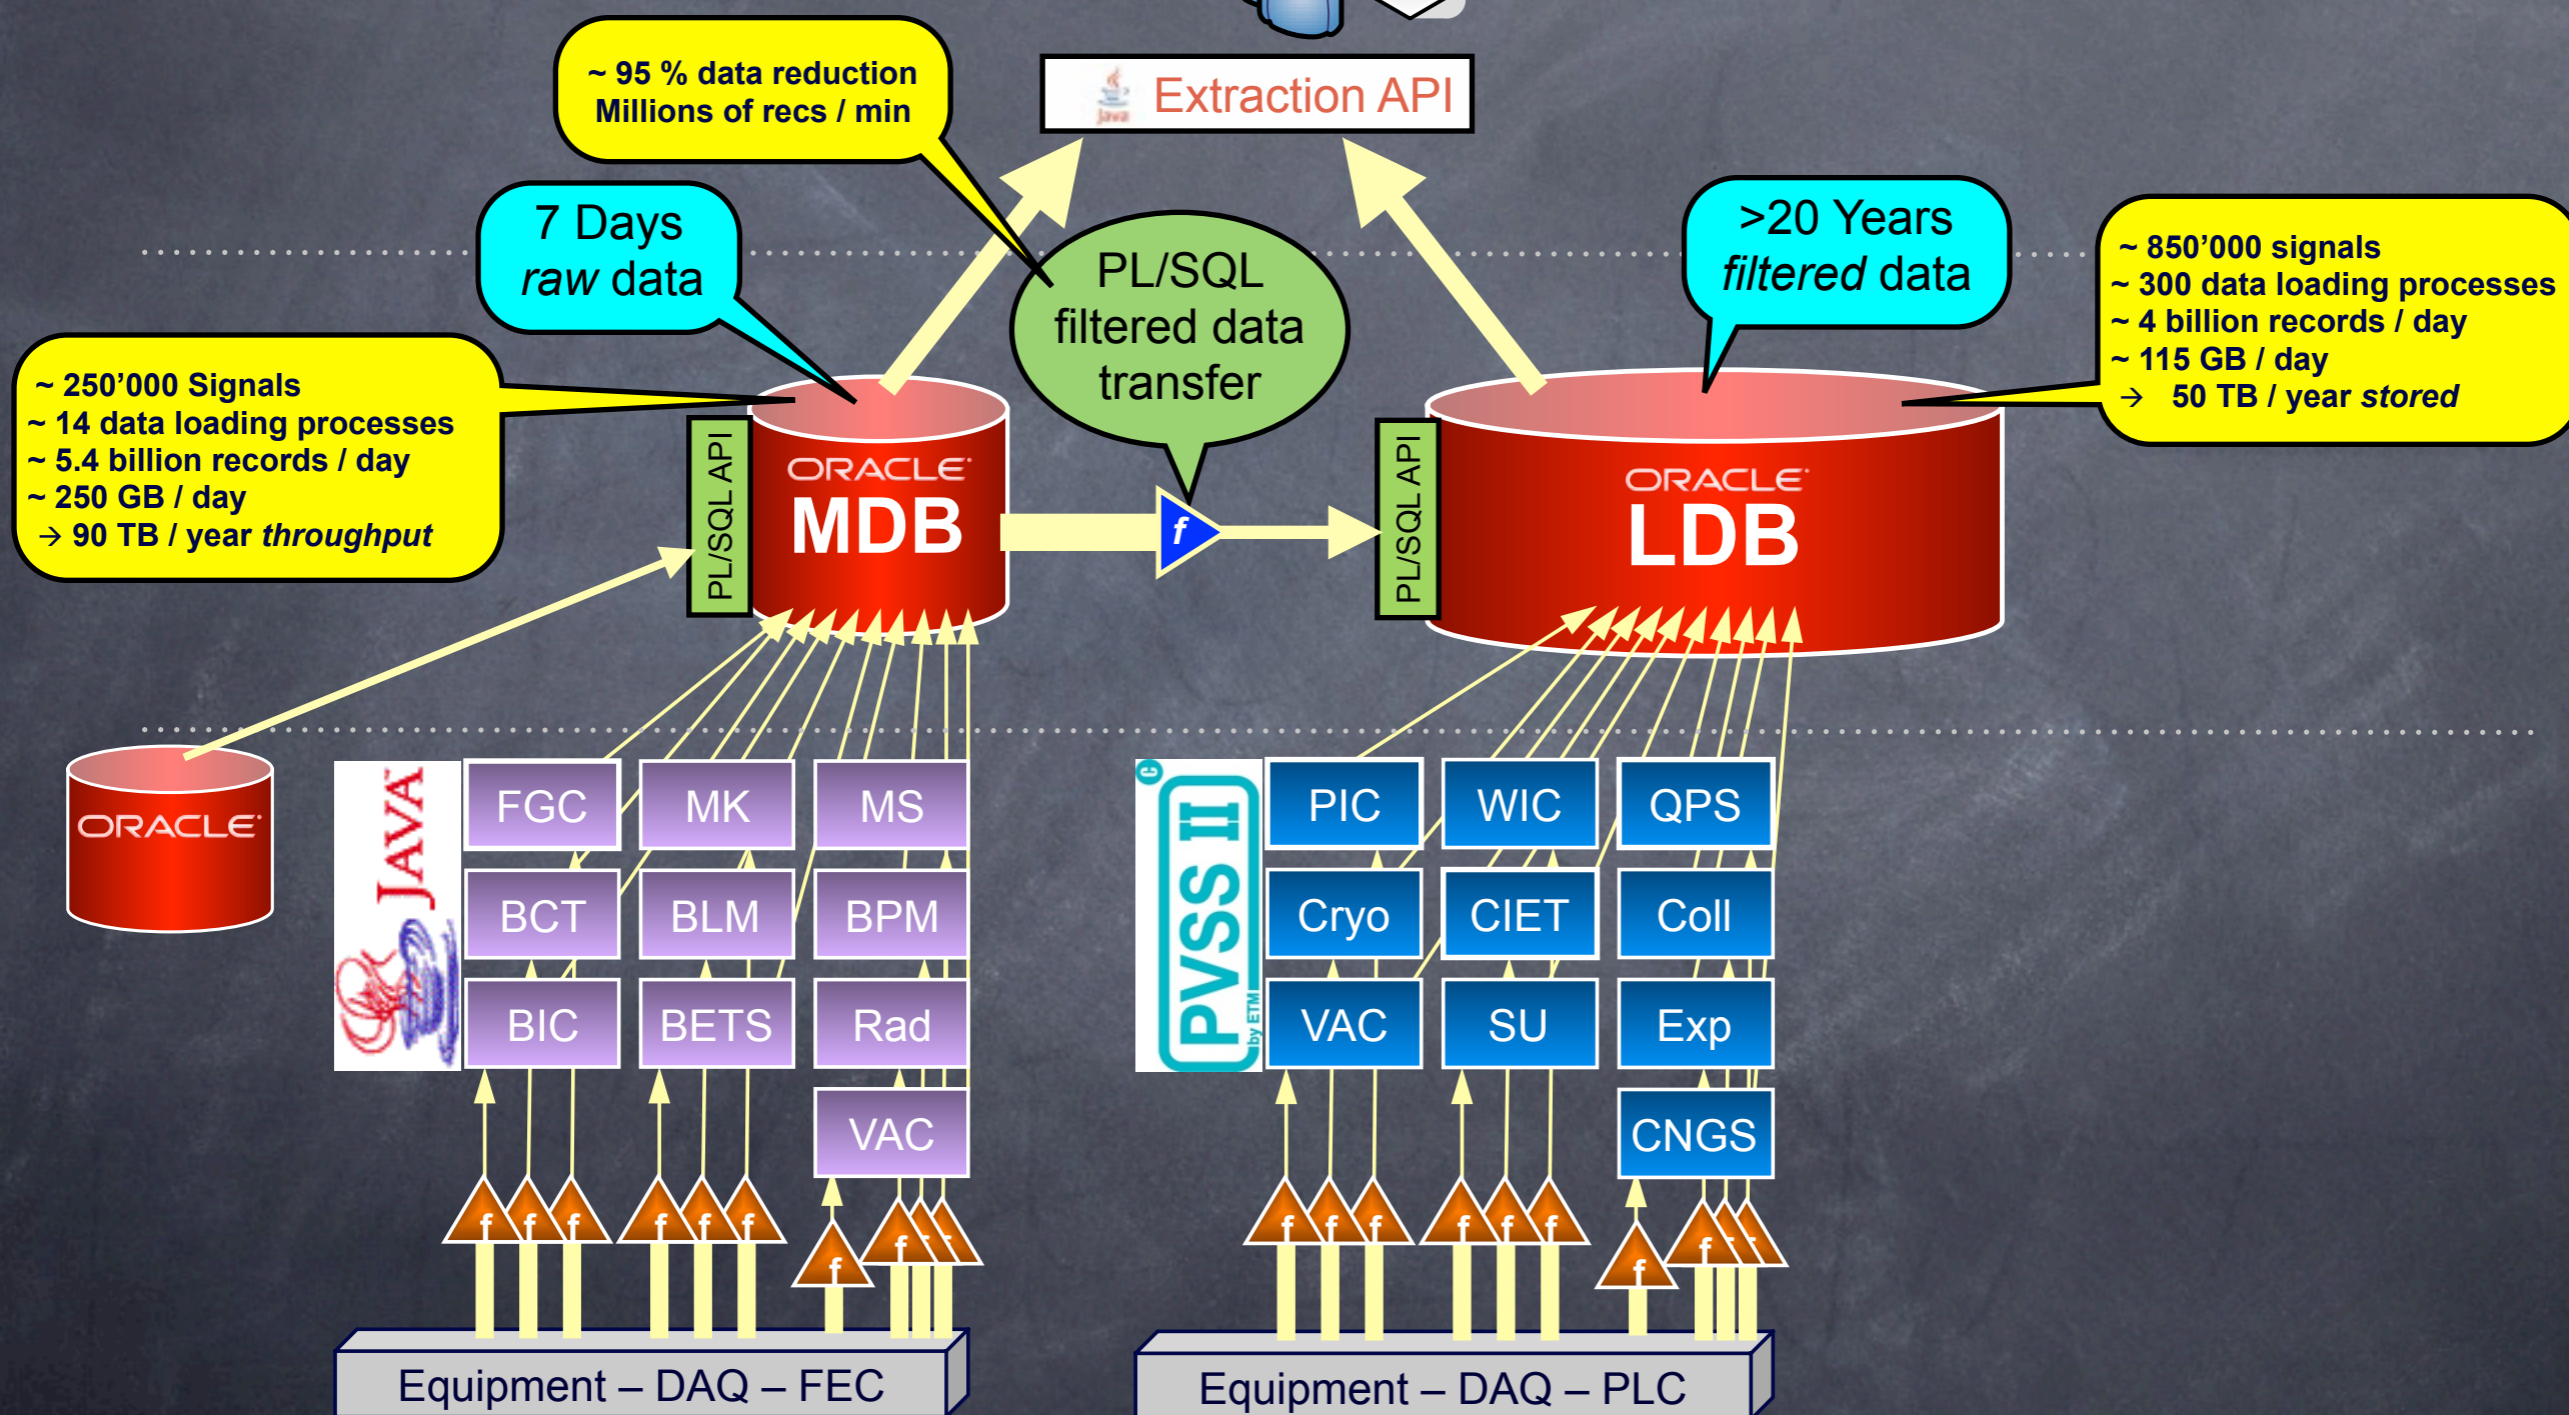 ~ 95 % data reduction
Millions of recs / min
Java
Extraction API
7 Days
raw data
PL/SQL
filtered data
transfer
>20 Years
filtered data
~ 850'000 signals
~ 300 data loading processes
~ 4 billion records / day
~ 115 GB / day
→ 50 TB / year stored
~ 250'000 Signals
~ 14 data loading processes
~ 5.4 billion records / day
~ 250 GB / day
→ 90 TB / year throughput
PL/SQL API
ORACLE
MDB
f
PL/SQL API
ORACLE
LDB
ORACLE
JAVA
FGC MK MS
BCT BLM BPM
BIC BETS Rad
VAC
f f f f f f f f f f
Equipment – DAQ – FEC
©
PVSS II
by ETM
PIC WIC QPS
Cryo CIET Coll
VAC SU Exp
CNGS
f f f f f f f f f f
Equipment – DAQ – PLC